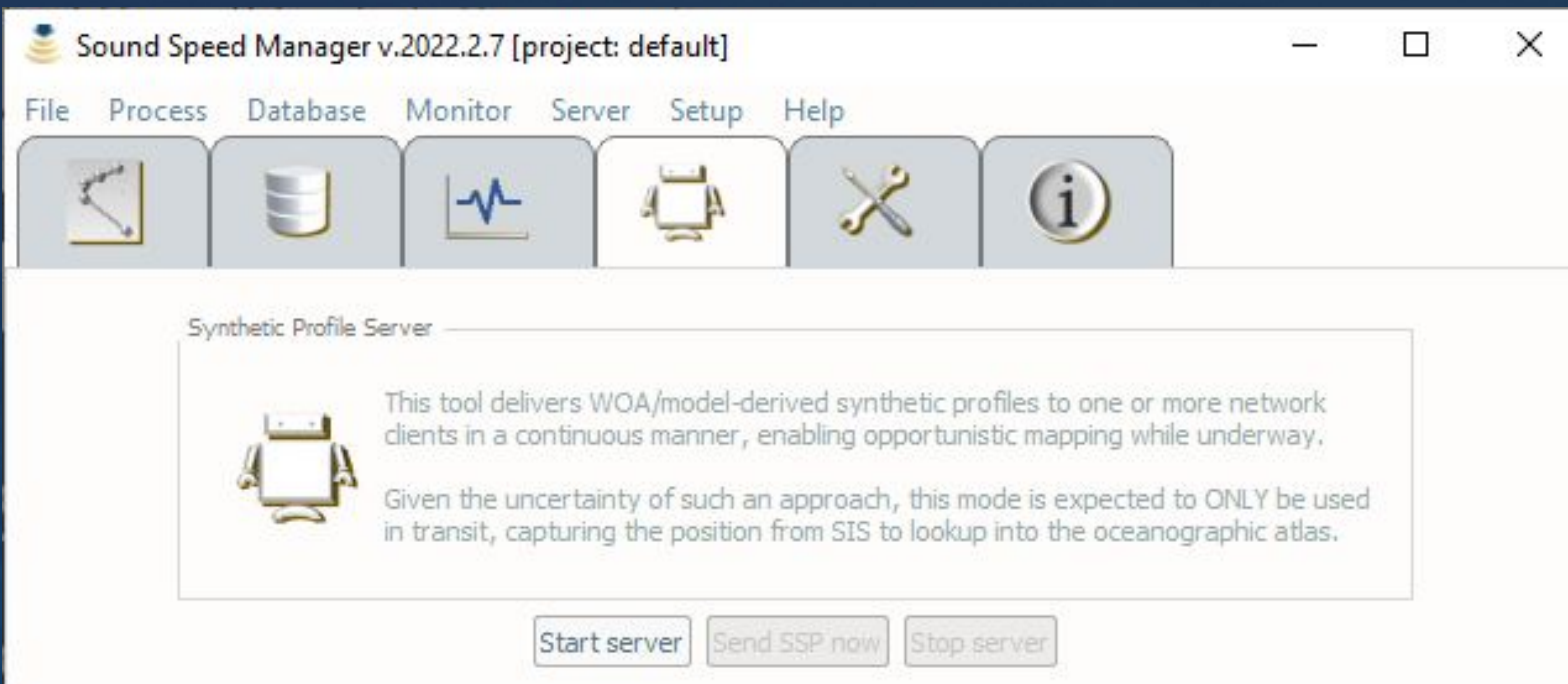 Sound Speed Manager v.2022.2.7 [project: default]
File Process Database Monitor Server Setup Help
i
Synthetic Profile Server
This tool delivers WOA/model-derived synthetic profiles to one or more network
clients in a continuous manner, enabling opportunistic mapping while underway.
Given the uncertainty of such an approach, this mode is expected to ONLY be used
in transit, capturing the position from SIS to lookup into the oceanographic atlas.
Start server Send SSP now Stop server